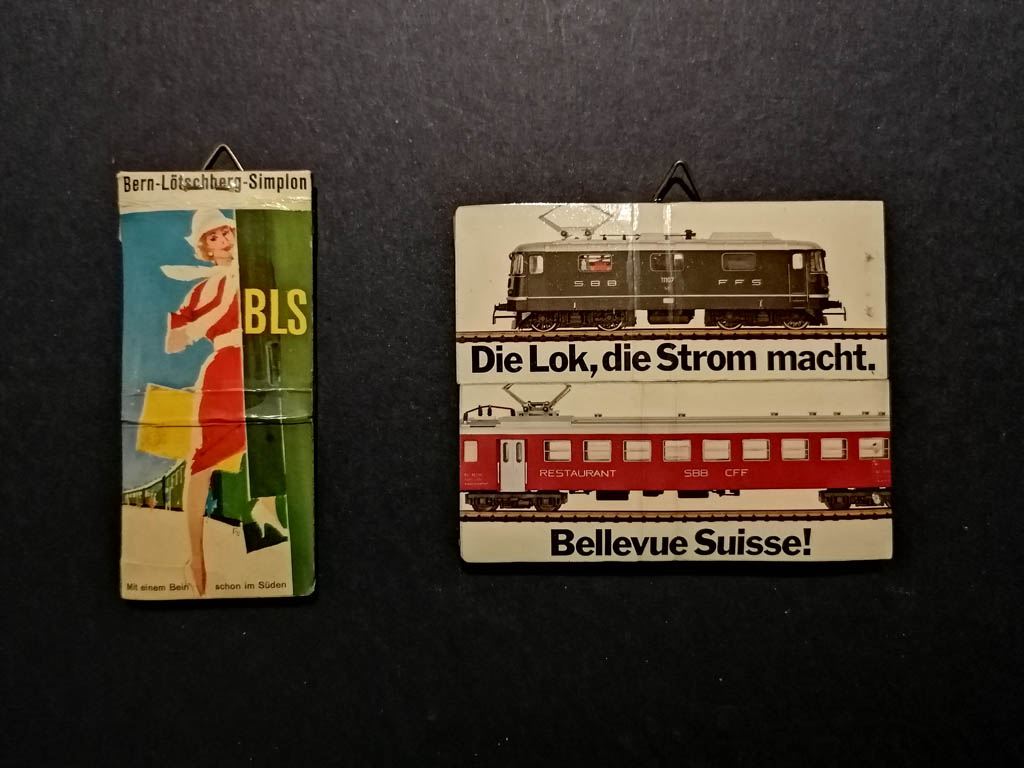 Bern-Lötschberg-Simplon
BLS
Mit einem Bein schon im Süden
SBB 11107 FFS
Die Lok, die Strom macht.
RESTAURANT SBB CFF
Bellevue Suisse!